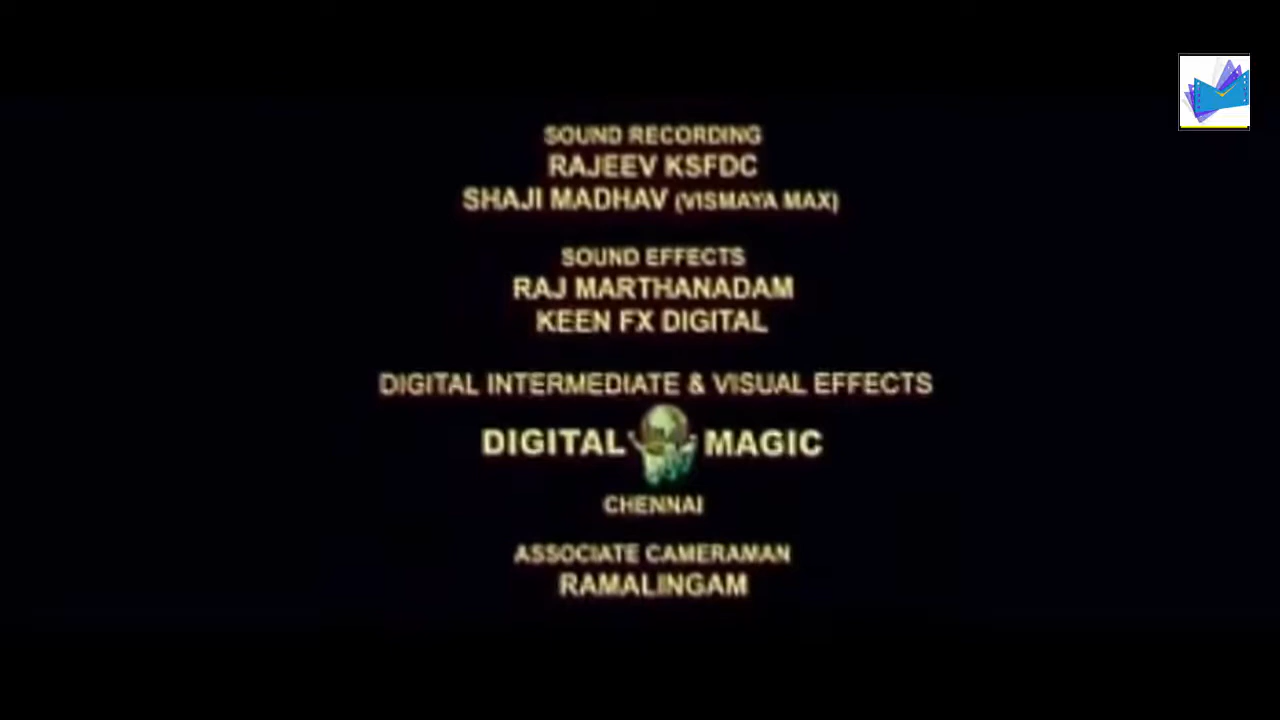 SOUND RECORDING
RAJEEV KSFDC
SHAJI MADHAV (VISMAYA MAX)
SOUND EFFECTS
RAJ MARTHANADAM
KEEN FX DIGITAL
DIGITAL INTERMEDIATE & VISUAL EFFECTS
DIGITAL MAGIC
CHENNAI
ASSOCIATE CAMERAMAN
RAMALINGAM